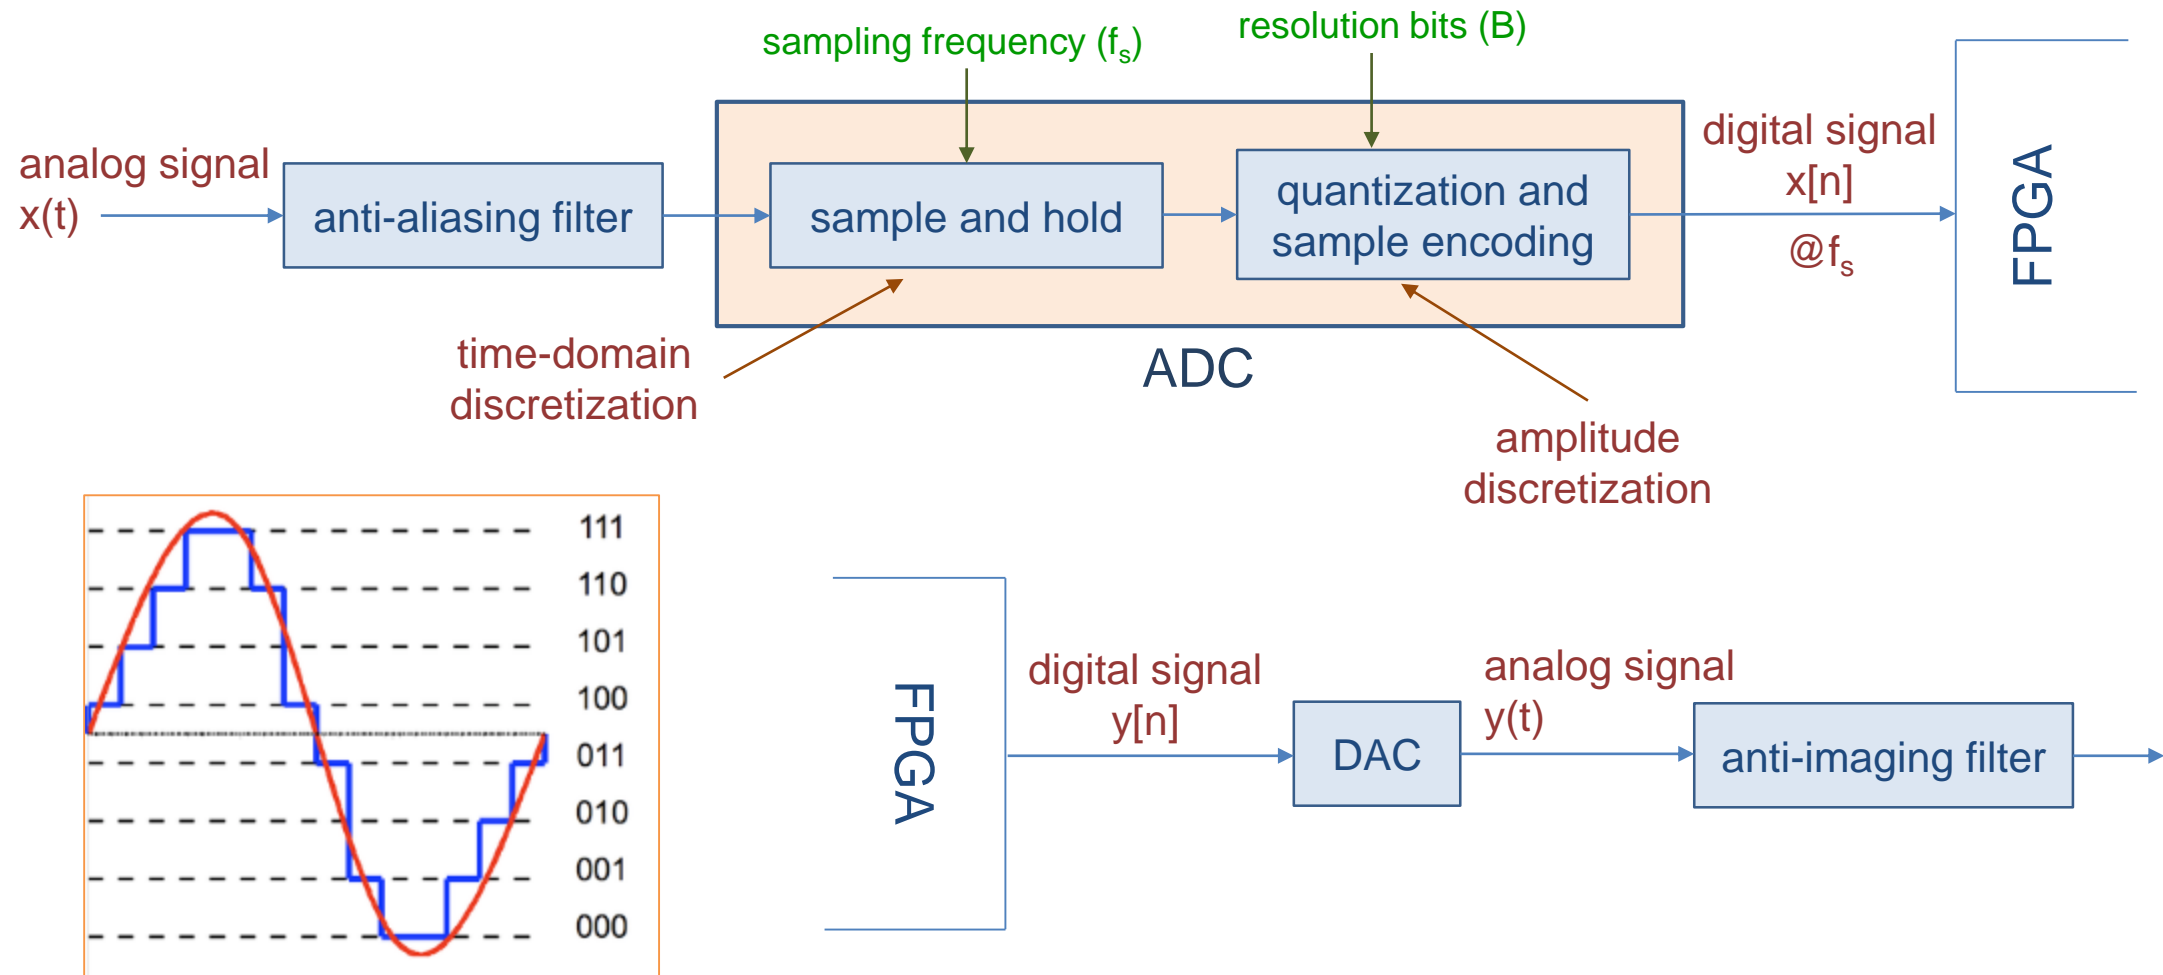 sampling frequency (fs)
resolution bits (B)
analog signal
x(t)
anti-aliasing filter
sample and hold
quantization and
sample encoding
digital signal
x[n]
@fs
FPGA
time-domain
discretization
ADC
amplitude
discretization
111
110
101
100
011
010
001
000
FPGA
digital signal
y[n]
DAC
analog signal
y(t)
anti-imaging filter